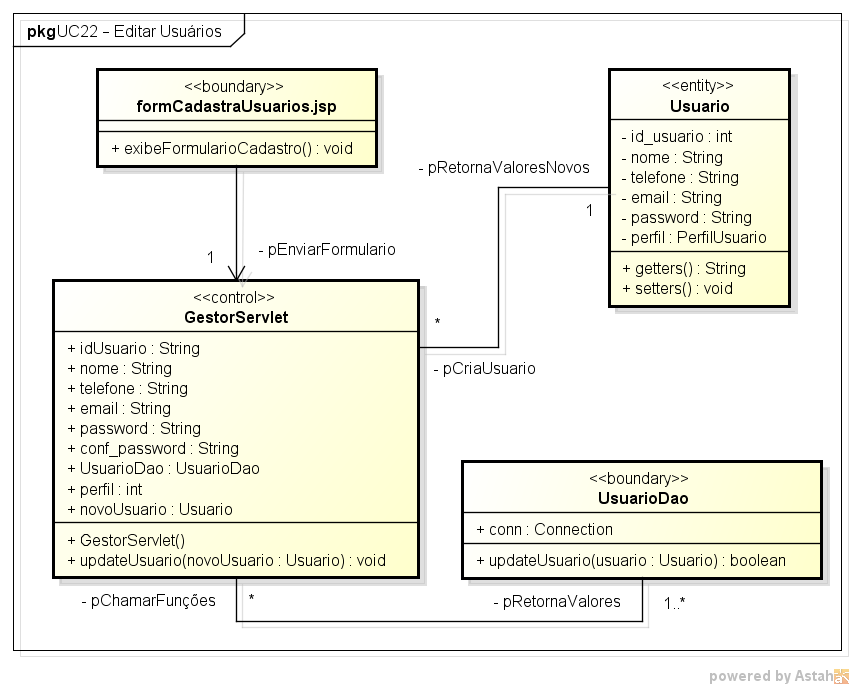 pkg UC22 - Editar Usuários
<<boundary>>
formCadastraUsuarios.jsp
+ exibeFormularioCadastro() : void
<<entity>>
Usuario
- id_usuario : int
- nome : String
- telefone : String
- email : String
- password : String
- perfil : PerfilUsuario
+ getters() : String
+ setters() : void
- pRetornaValoresNovos
1
1
- pEnviarFormulario
<<control>>
GestorServlet
+ idUsuario : String
+ nome : String
+ telefone : String
+ email : String
+ password : String
+ conf_password : String
+ UsuarioDao : UsuarioDao
+ perfil : int
+ novoUsuario : Usuario
+ GestorServlet()
+ updateUsuario(novoUsuario : Usuario) : void
*
- pCriaUsuario
<<boundary>>
UsuarioDao
+ conn : Connection
+ updateUsuario(usuario : Usuario) : boolean
- pChamarFunções
*
- pRetornaValores
1..*
powered by Astah